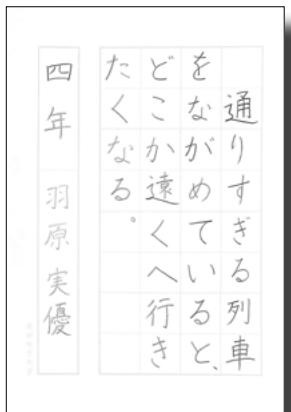 通りすぎる列車
をながめていると、
どこか遠くへ行き
たくなる。
四年 羽原実優